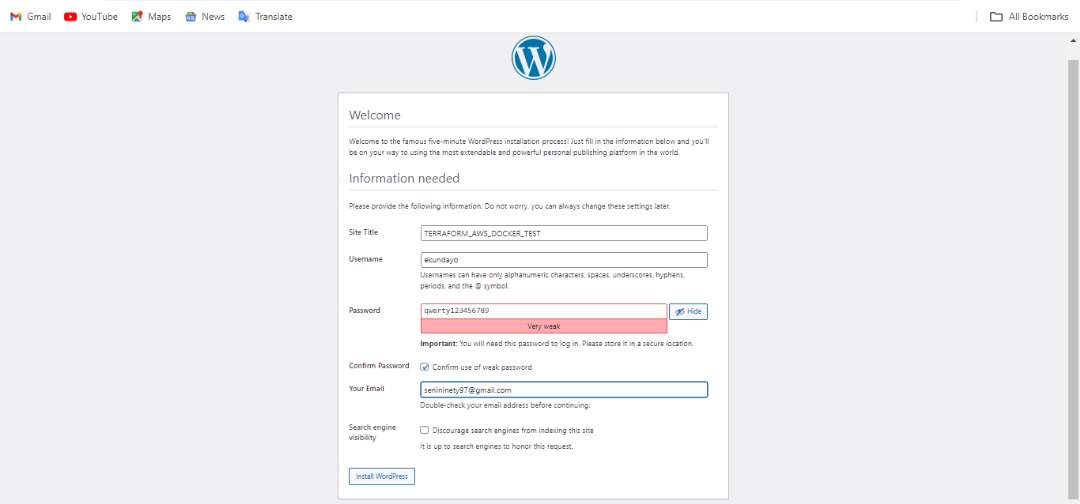 Gmail YouTube Maps News Translate All Bookmarks
Welcome
Welcome to the famous five-minute WordPress installation process! Just fill in the information below and you'll
be on your way to using the most extendable and powerful personal publishing platform in the world.
Information needed
Please provide the following information. Do not worry, you can always change these settings later.
Site Title TERRAFORM_AWS_DOCKER_TEST
Username ekundayo
Usernames can have only alphanumeric characters, spaces, underscores, hyphens,
periods, and the @ symbol.
Password qwerty123456789 Hide
Very weak
Important: You will need this password to log in. Please store it in a secure location.
Confirm Password Confirm use of weak password
Your Email senininety97@gmail.com
Double-check your email address before continuing.
Search engine
visibility Discourage search engines from indexing this site
It is up to search engines to honor this request.
Install WordPress